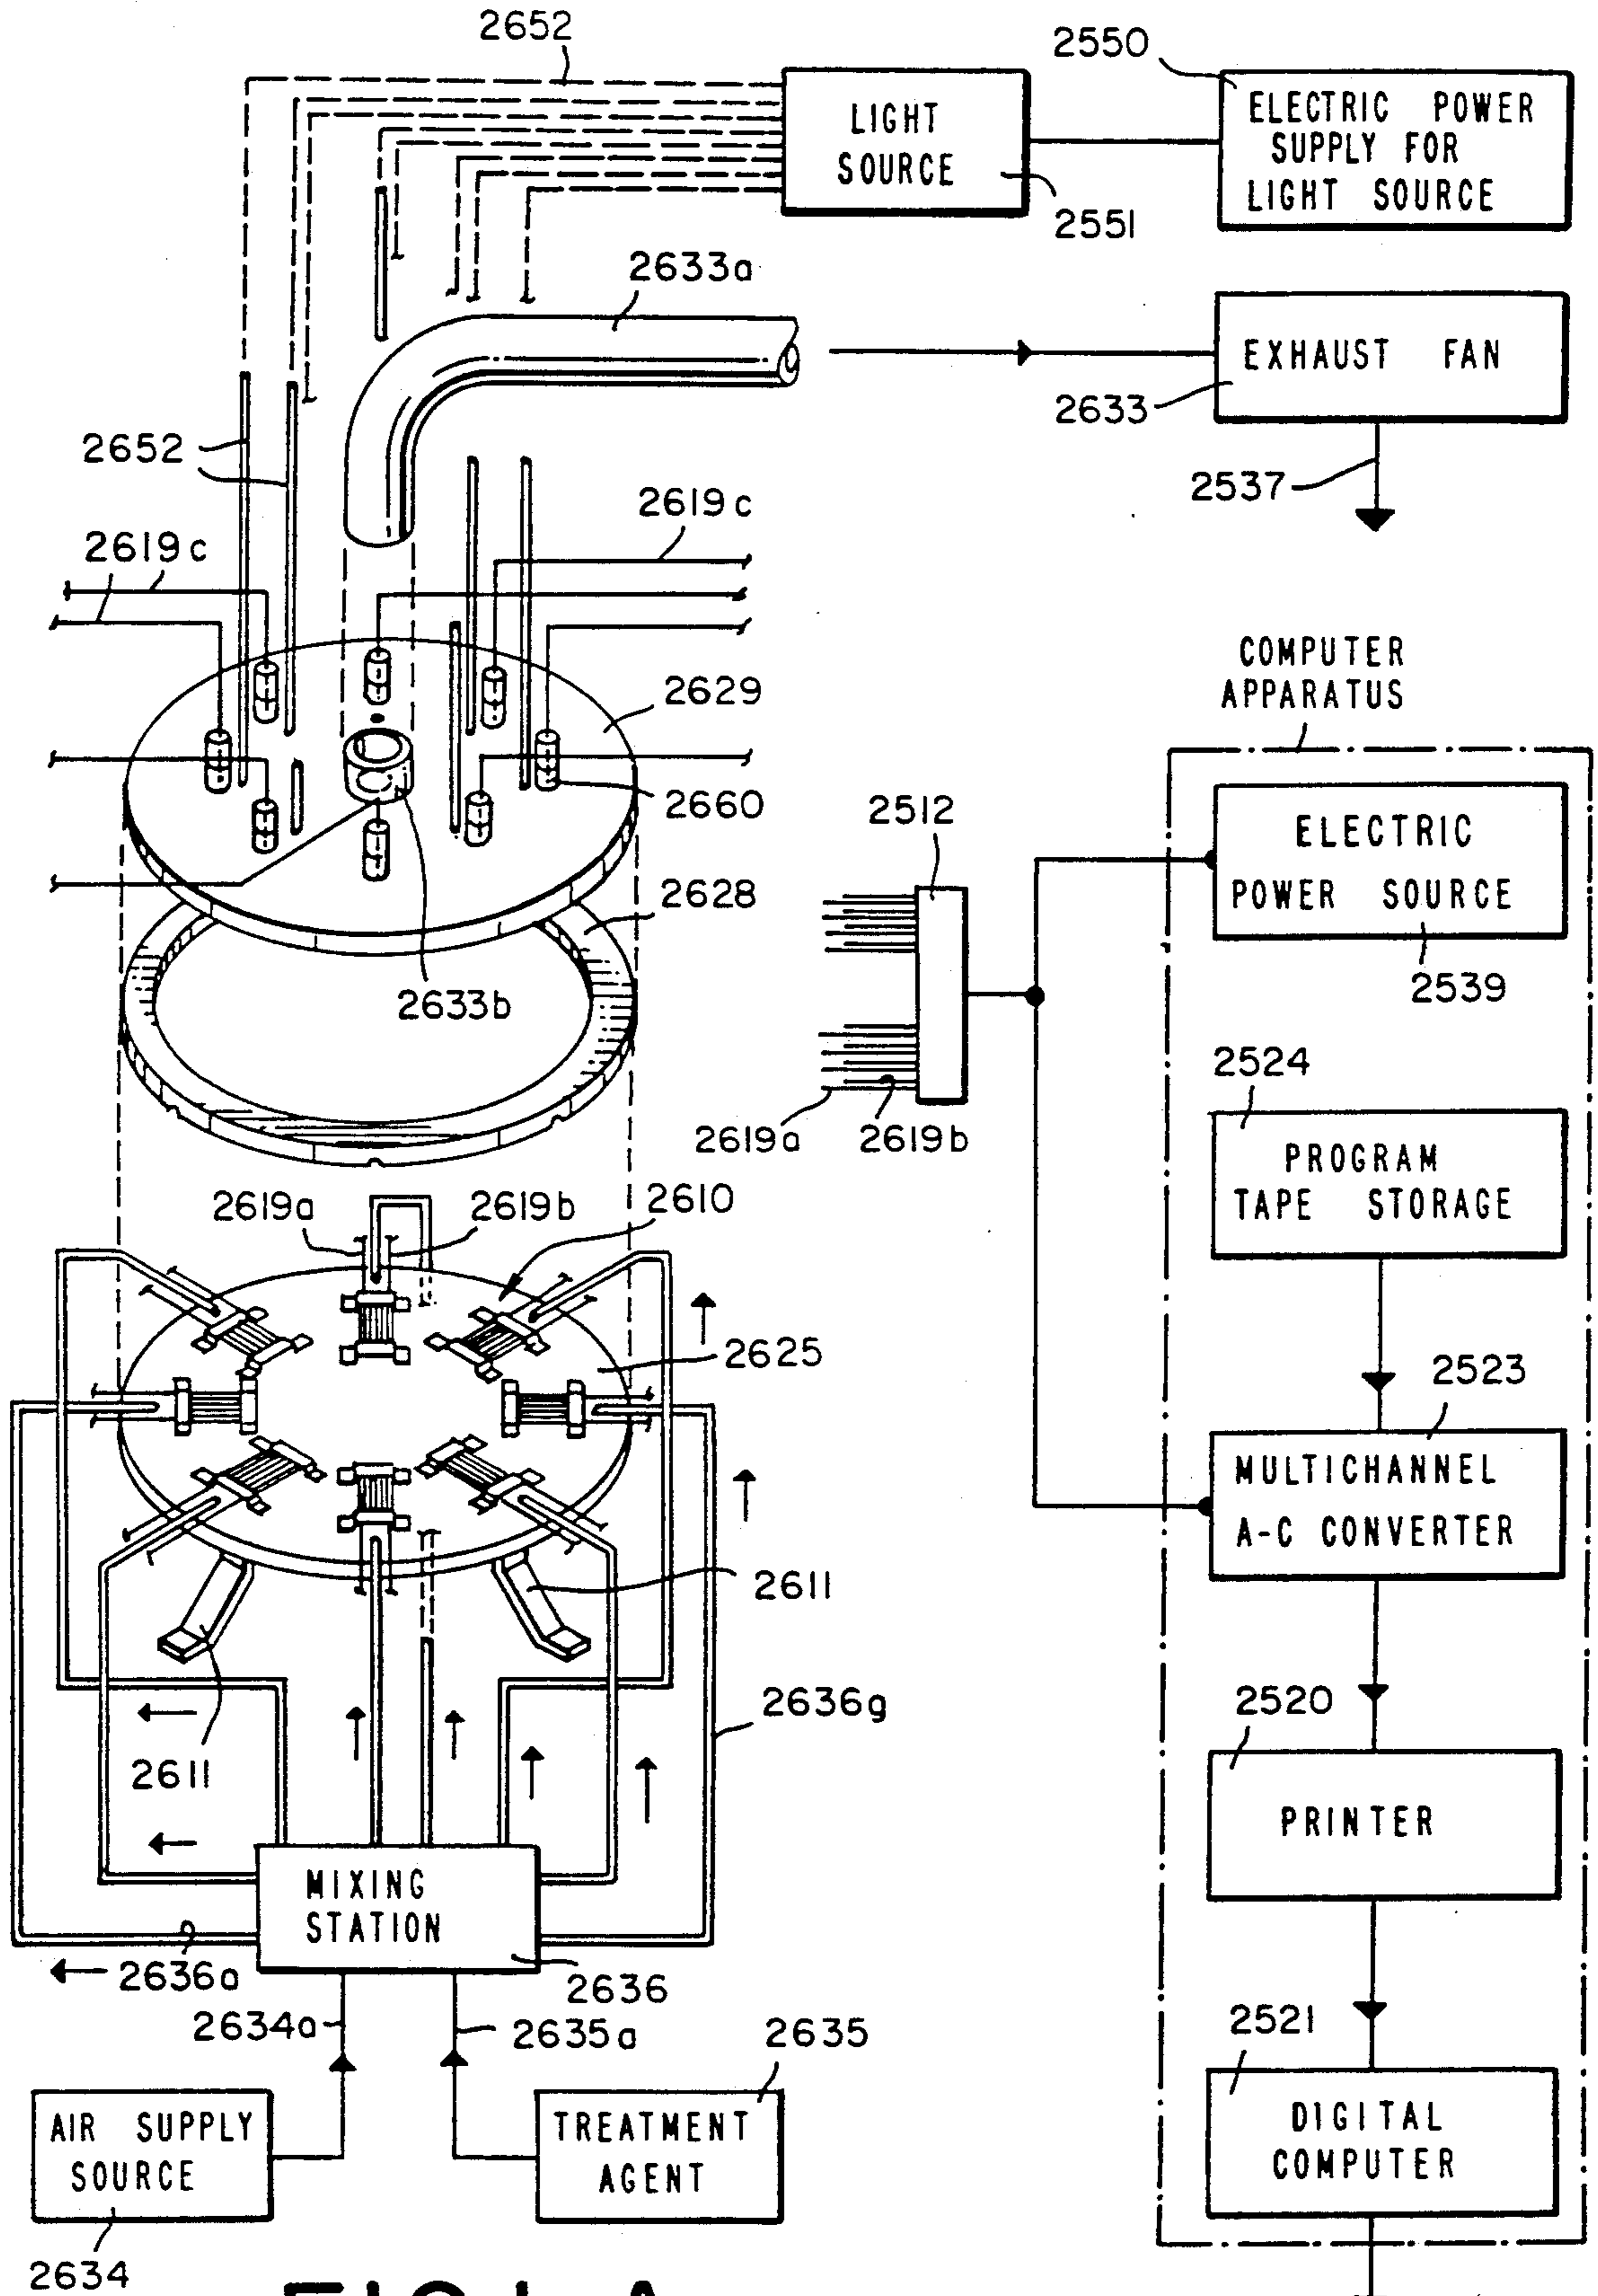 2652
2550
LIGHT
SOURCE
ELECTRIC POWER
SUPPLY FOR
LIGHT SOURCE
2551
2633a
EXHAUST FAN
2633
2652
2537
2619c
2619c
COMPUTER
APPARATUS
2629
2660
2512
ELECTRIC
POWER SOURCE
2628
2633b
2539
2524
2619a
2619b
PROGRAM
TAPE STORAGE
2619a
2619b
2610
2625
2523
MULTICHANNEL
A-C CONVERTER
2611
2636g
2520
2611
PRINTER
MIXING
STATION
2636a
2636
2634a
2635a
2635
2521
AIR SUPPLY
SOURCE
TREATMENT
AGENT
DIGITAL
COMPUTER
2634